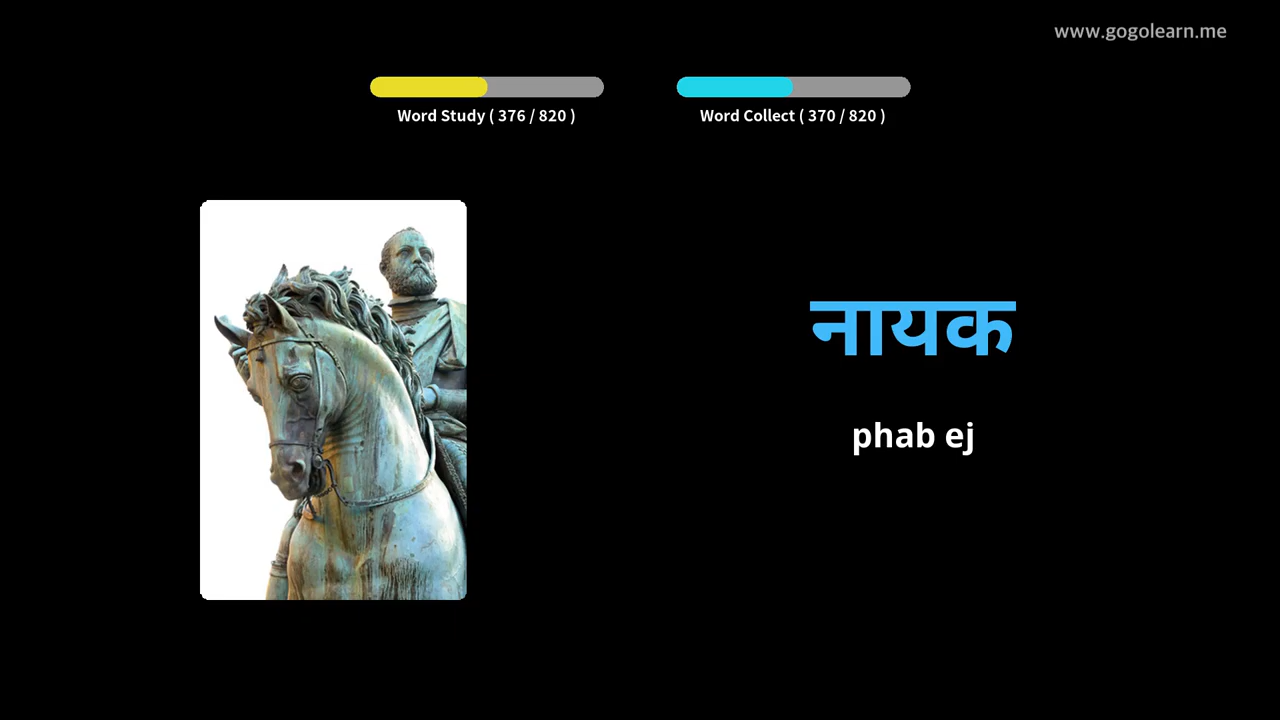 www.gogolearn.me
Word Study ( 376 / 820 )
Word Collect ( 370 / 820 )
नायक
phab ej